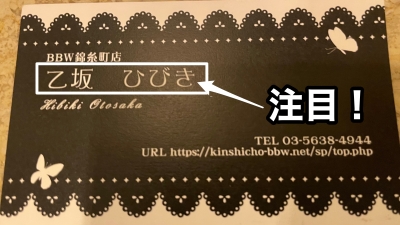 BBW錦糸町店
乙坂　ひびき
Hibiki Otosaka
注目！
TEL 03-5638-4944
URL https://kinshicho-bbw.net/sp/top.php